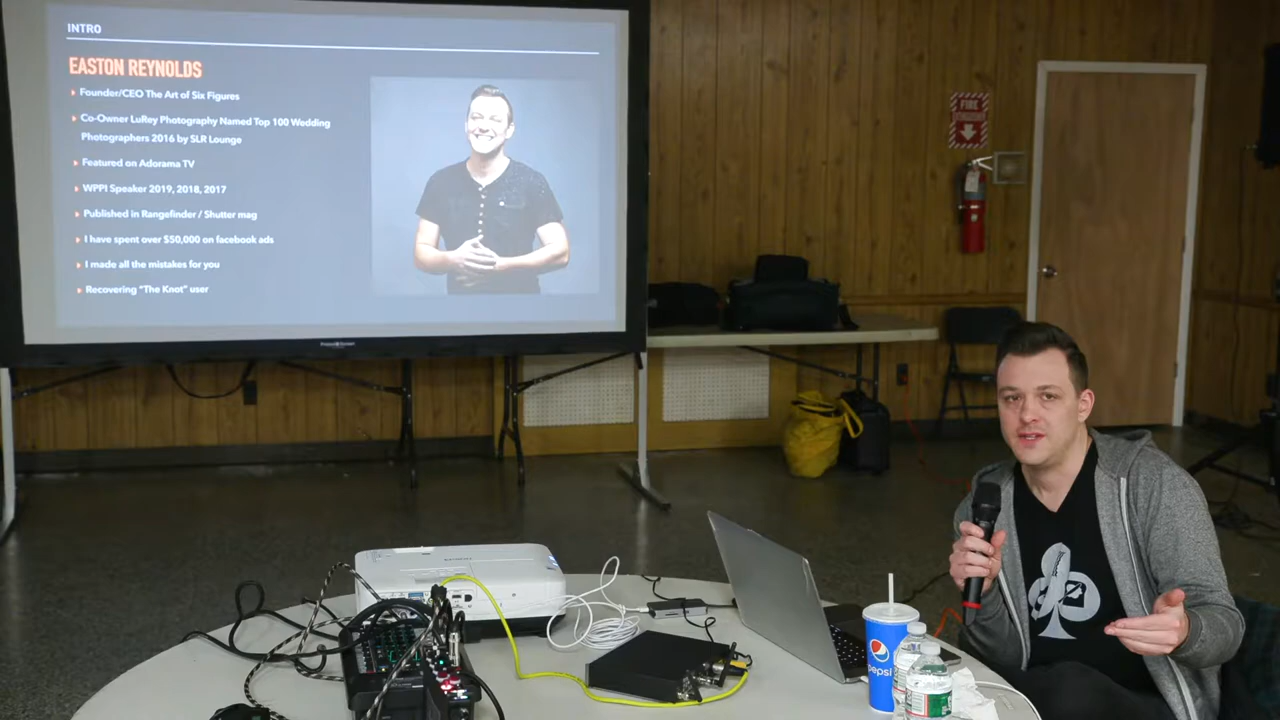 INTRO
EASTON REYNOLDS
Founder/CEO The Art of Six Figures
Co-Owner LuRey Photography Named Top 100 Wedding
Photographers 2016 by SLR Lounge
Featured on Adorama TV
WPPI Speaker 2019, 2018, 2017
Published in Rangefinder / Shutter mag
I have spent over $50,000 on facebook ads
I made all the mistakes for you
Recovering "The Knot" user
FIRE
EXTINGUISHER
pepsi